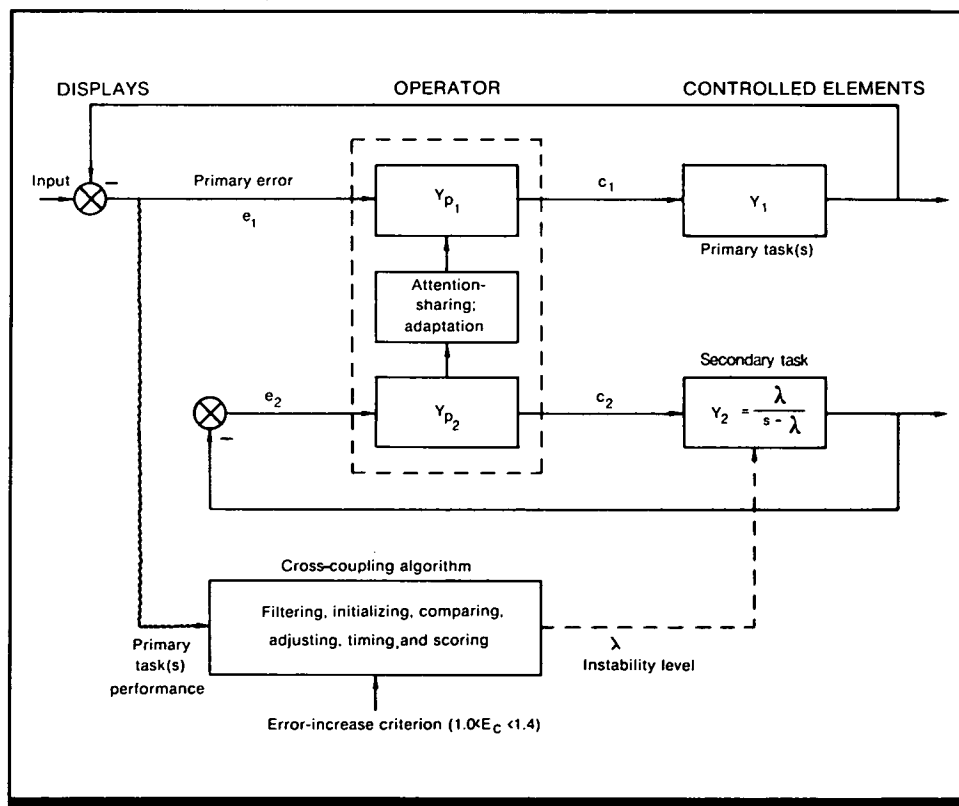 DISPLAYS OPERATOR CONTROLLED ELEMENTS
Input
−
Primary error
e₁
Yp₁
c₁
Y₁
Primary task(s)
Attention-
sharing;
adaptation
Secondary task
e₂
−
Yp₂
c₂
Y₂ = λ / s - λ
Cross-coupling algorithm
Filtering, initializing, comparing,
adjusting, timing, and scoring
Primary
task(s)
performance
λ
Instability level
Error-increase criterion (1.0<E_C <1.4)